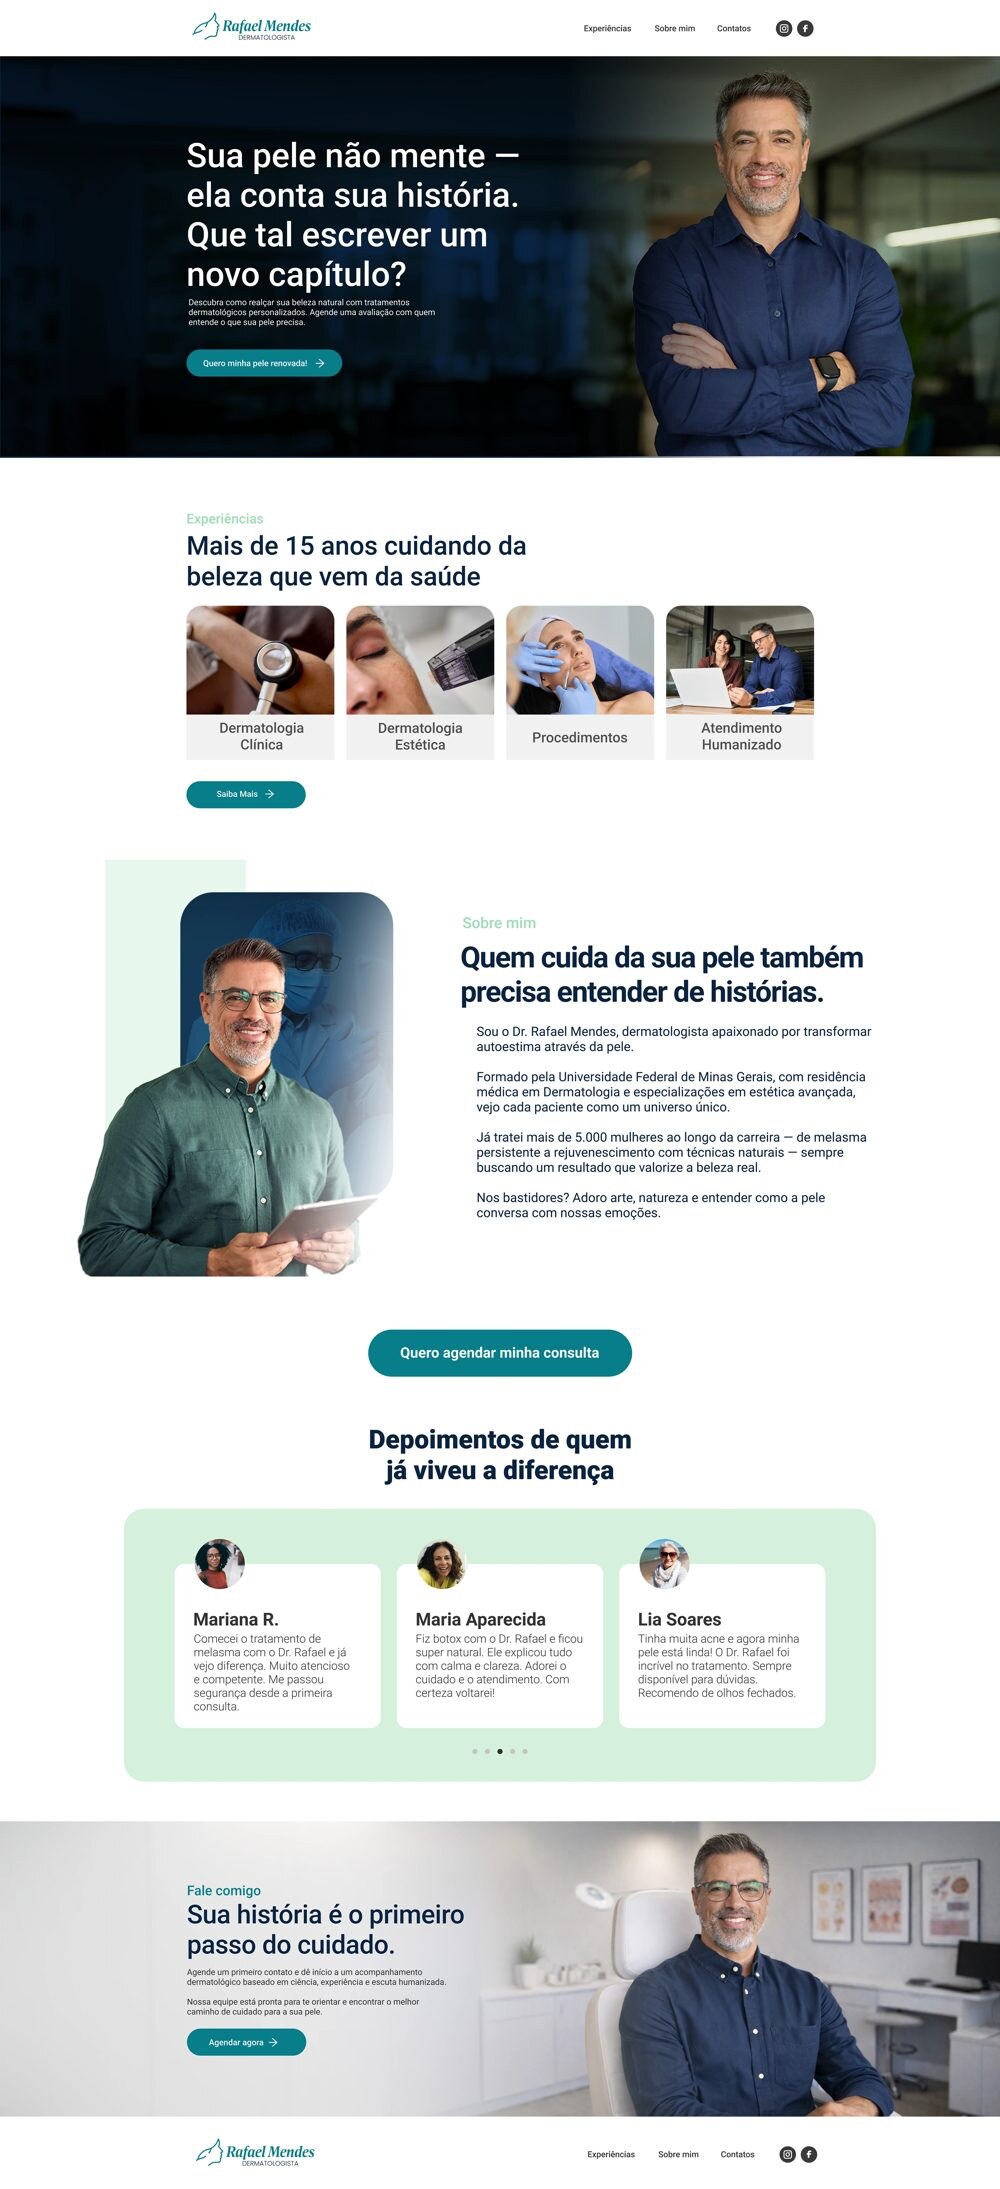 Rafael Mendes
DERMATOLOGISTA
Experiências
Sobre mim
Contatos
Sua pele não mente —
ela conta sua história.
Que tal escrever um
novo capítulo?
Descubra como realçar sua beleza natural com tratamentos
dermatológicos personalizados. Agende uma avaliação com quem
entende o que sua pele precisa.
Quero minha pele renovada!
Experiências
Mais de 15 anos cuidando da
beleza que vem da saúde
Dermatologia
Clínica
Dermatologia
Estética
Procedimentos
Atendimento
Humanizado
Saiba Mais
Sobre mim
Quem cuida da sua pele também
precisa entender de histórias.
Sou o Dr. Rafael Mendes, dermatologista apaixonado por transformar
autoestima através da pele.
Formado pela Universidade Federal de Minas Gerais, com residência
médica em Dermatologia e especializações em estética avançada,
vejo cada paciente como um universo único.
Já tratei mais de 5.000 mulheres ao longo da carreira — de melasma
persistente a rejuvenescimento com técnicas naturais — sempre
buscando um resultado que valorize a beleza real.
Nos bastidores? Adoro arte, natureza e entender como a pele
conversa com nossas emoções.
Quero agendar minha consulta
Depoimentos de quem
já viveu a diferença
Mariana R.
Comecei o tratamento de
melasma com o Dr. Rafael e já
vejo diferença. Muito atencioso
e competente. Me passou
segurança desde a primeira
consulta.
Maria Aparecida
Fiz botox com o Dr. Rafael e ficou
super natural. Ele explicou tudo
com calma e clareza. Adorei o
cuidado e o atendimento. Com
certeza voltarei!
Lia Soares
Tinha muita acne e agora minha
pele está linda! O Dr. Rafael foi
incrível no tratamento. Sempre
disponível para dúvidas.
Recomendo de olhos fechados.
Fale comigo
Sua história é o primeiro
passo do cuidado.
Agende um primeiro contato e dê início a um acompanhamento
dermatológico baseado em ciência, experiência e escuta humanizada.
Nossa equipe está pronta para te orientar e encontrar o melhor
caminho de cuidado para a sua pele.
Agendar agora
Rafael Mendes
DERMATOLOGISTA
Experiências
Sobre mim
Contatos